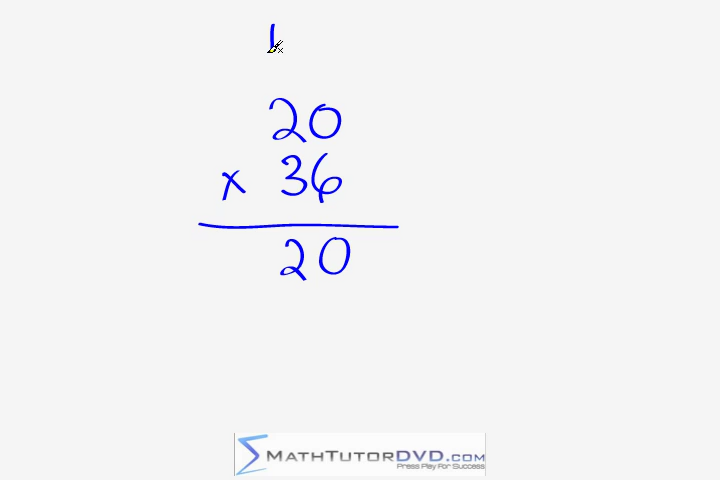 1
20
x 36
20
MATHTUTORDVD.COM
Press Play For Success